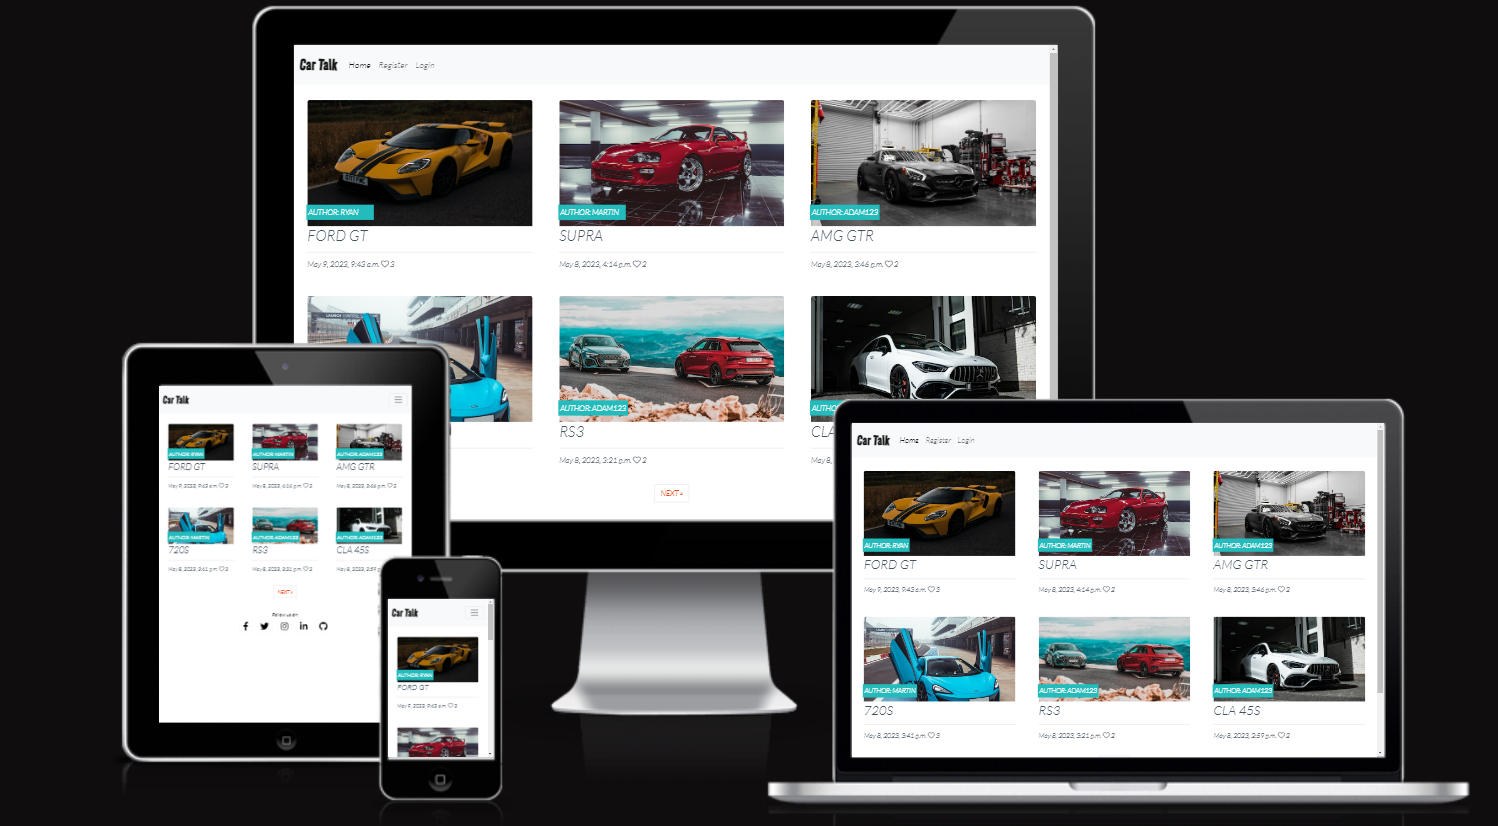 Car Talk Home Register Login
AUTHOR: RYAN
FORD GT
May 9, 2023, 9:43 a.m. 3
AUTHOR: MARTIN
SUPRA
May 8, 2023, 4:14 p.m. 2
AUTHOR: ADAM123
AMG GTR
May 8, 2023, 3:46 p.m. 2
AUTHOR: ADAM123
RS3
May 8, 2023, 3:21 p.m. 2
AUTHO
CLA
May 8,
NEXT »
Car Talk
AUTHOR: RYAN
FORD GT
May 9, 2023, 9:43 a.m. 3
AUTHOR: MARTIN
SUPRA
May 8, 2023, 4:14 p.m. 2
AUTHOR: ADAM123
AMG GTR
May 8, 2023, 3:46 p.m. 2
AUTHOR: MARTIN
720S
May 8, 2023, 3:41 p.m. 3
AUTHOR: ADAM123
RS3
May 8, 2023, 3:21 p.m. 2
AUTHOR: ADAM123
CLA 45S
May 8, 2023, 2:59 p
NEXT »
Car Talk
AUTHOR: RYAN
FORD GT
May 9, 2023, 9:43 a.m. 3
Car Talk Home Register Login
AUTHOR: RYAN
FORD GT
May 9, 2023, 9:43 a.m. 3
AUTHOR: MARTIN
SUPRA
May 8, 2023, 4:14 p.m. 2
AUTHOR: ADAM123
AMG GTR
May 8, 2023, 3:46 p.m. 2
AUTHOR: MARTIN
720S
May 8, 2023, 3:41 p.m. 3
AUTHOR: ADAM123
RS3
May 8, 2023, 3:21 p.m. 2
AUTHOR: ADAM123
CLA 45S
May 8, 2023, 2:59 p.m. 2